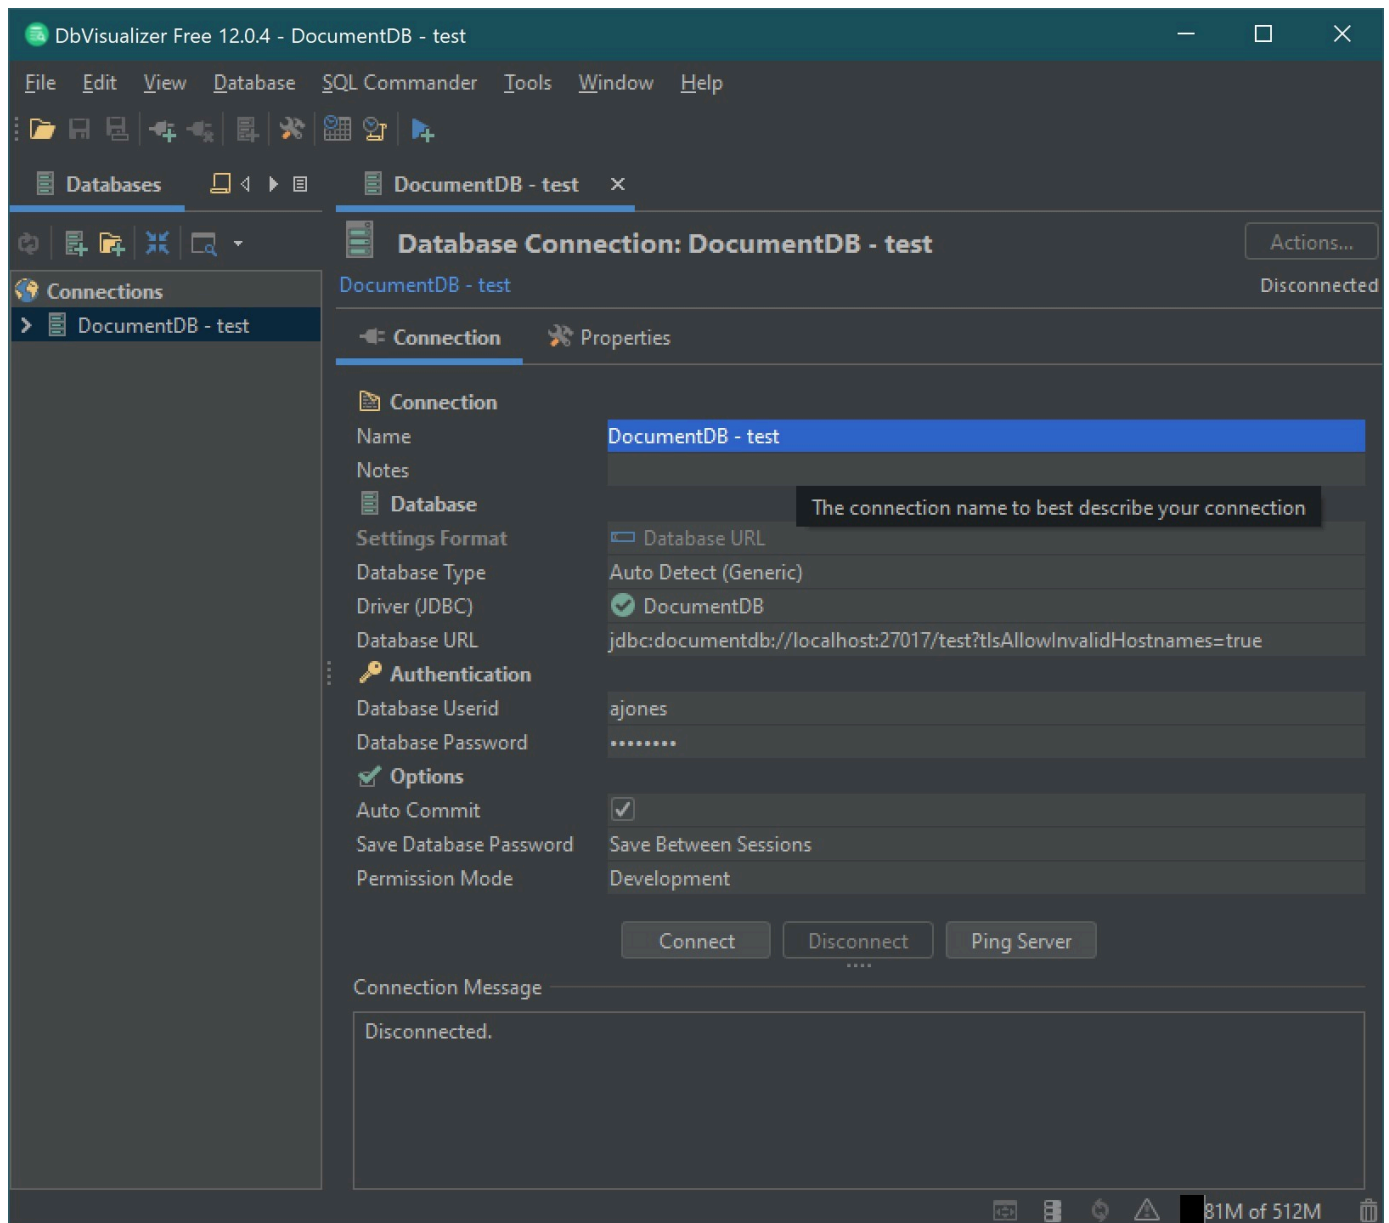 DbVisualizer Free 12.0.4 - DocumentDB - test
File Edit View Database SQL Commander Tools Window Help
Databases
DocumentDB - test
Database Connection: DocumentDB - test
Actions...
DocumentDB - test
Disconnected
Connections
DocumentDB - test
Connection
Properties
Connection
Name DocumentDB - test
Notes
The connection name to best describe your connection
Database
Settings Format Database URL
Database Type Auto Detect (Generic)
Driver (JDBC) DocumentDB
Database URL jdbc:documentdb://localhost:27017/test?tlsAllowInvalidHostnames=true
Authentication
Database Userid ajones
Database Password ••••••••
Options
Auto Commit
Save Database Password Save Between Sessions
Permission Mode Development
Connect Disconnect Ping Server
Connection Message
Disconnected.
81M of 512M